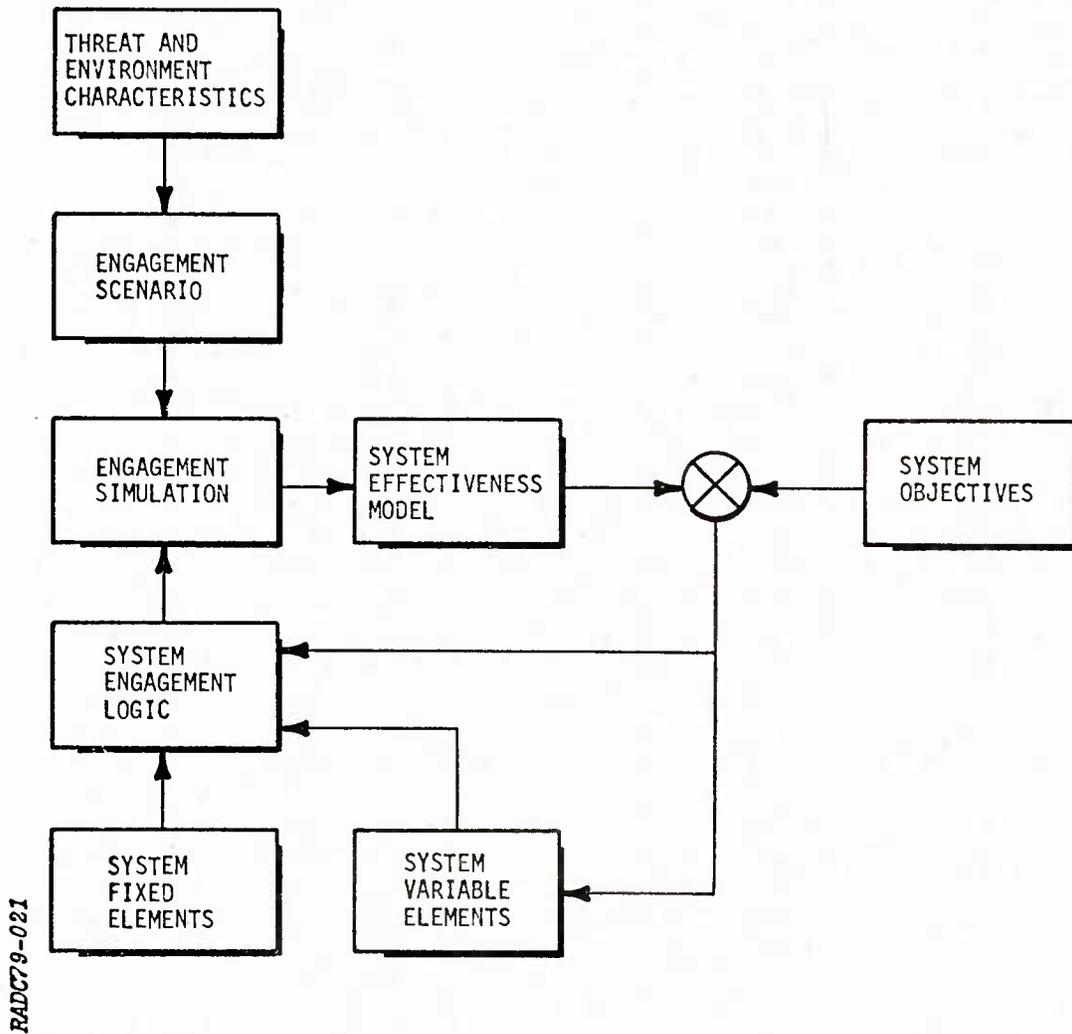 THREAT AND
ENVIRONMENT
CHARACTERISTICS
ENGAGEMENT
SCENARIO
ENGAGEMENT
SIMULATION
SYSTEM
EFFECTIVENESS
MODEL
SYSTEM
OBJECTIVES
SYSTEM
ENGAGEMENT
LOGIC
SYSTEM
FIXED
ELEMENTS
SYSTEM
VARIABLE
ELEMENTS
RADC79-021